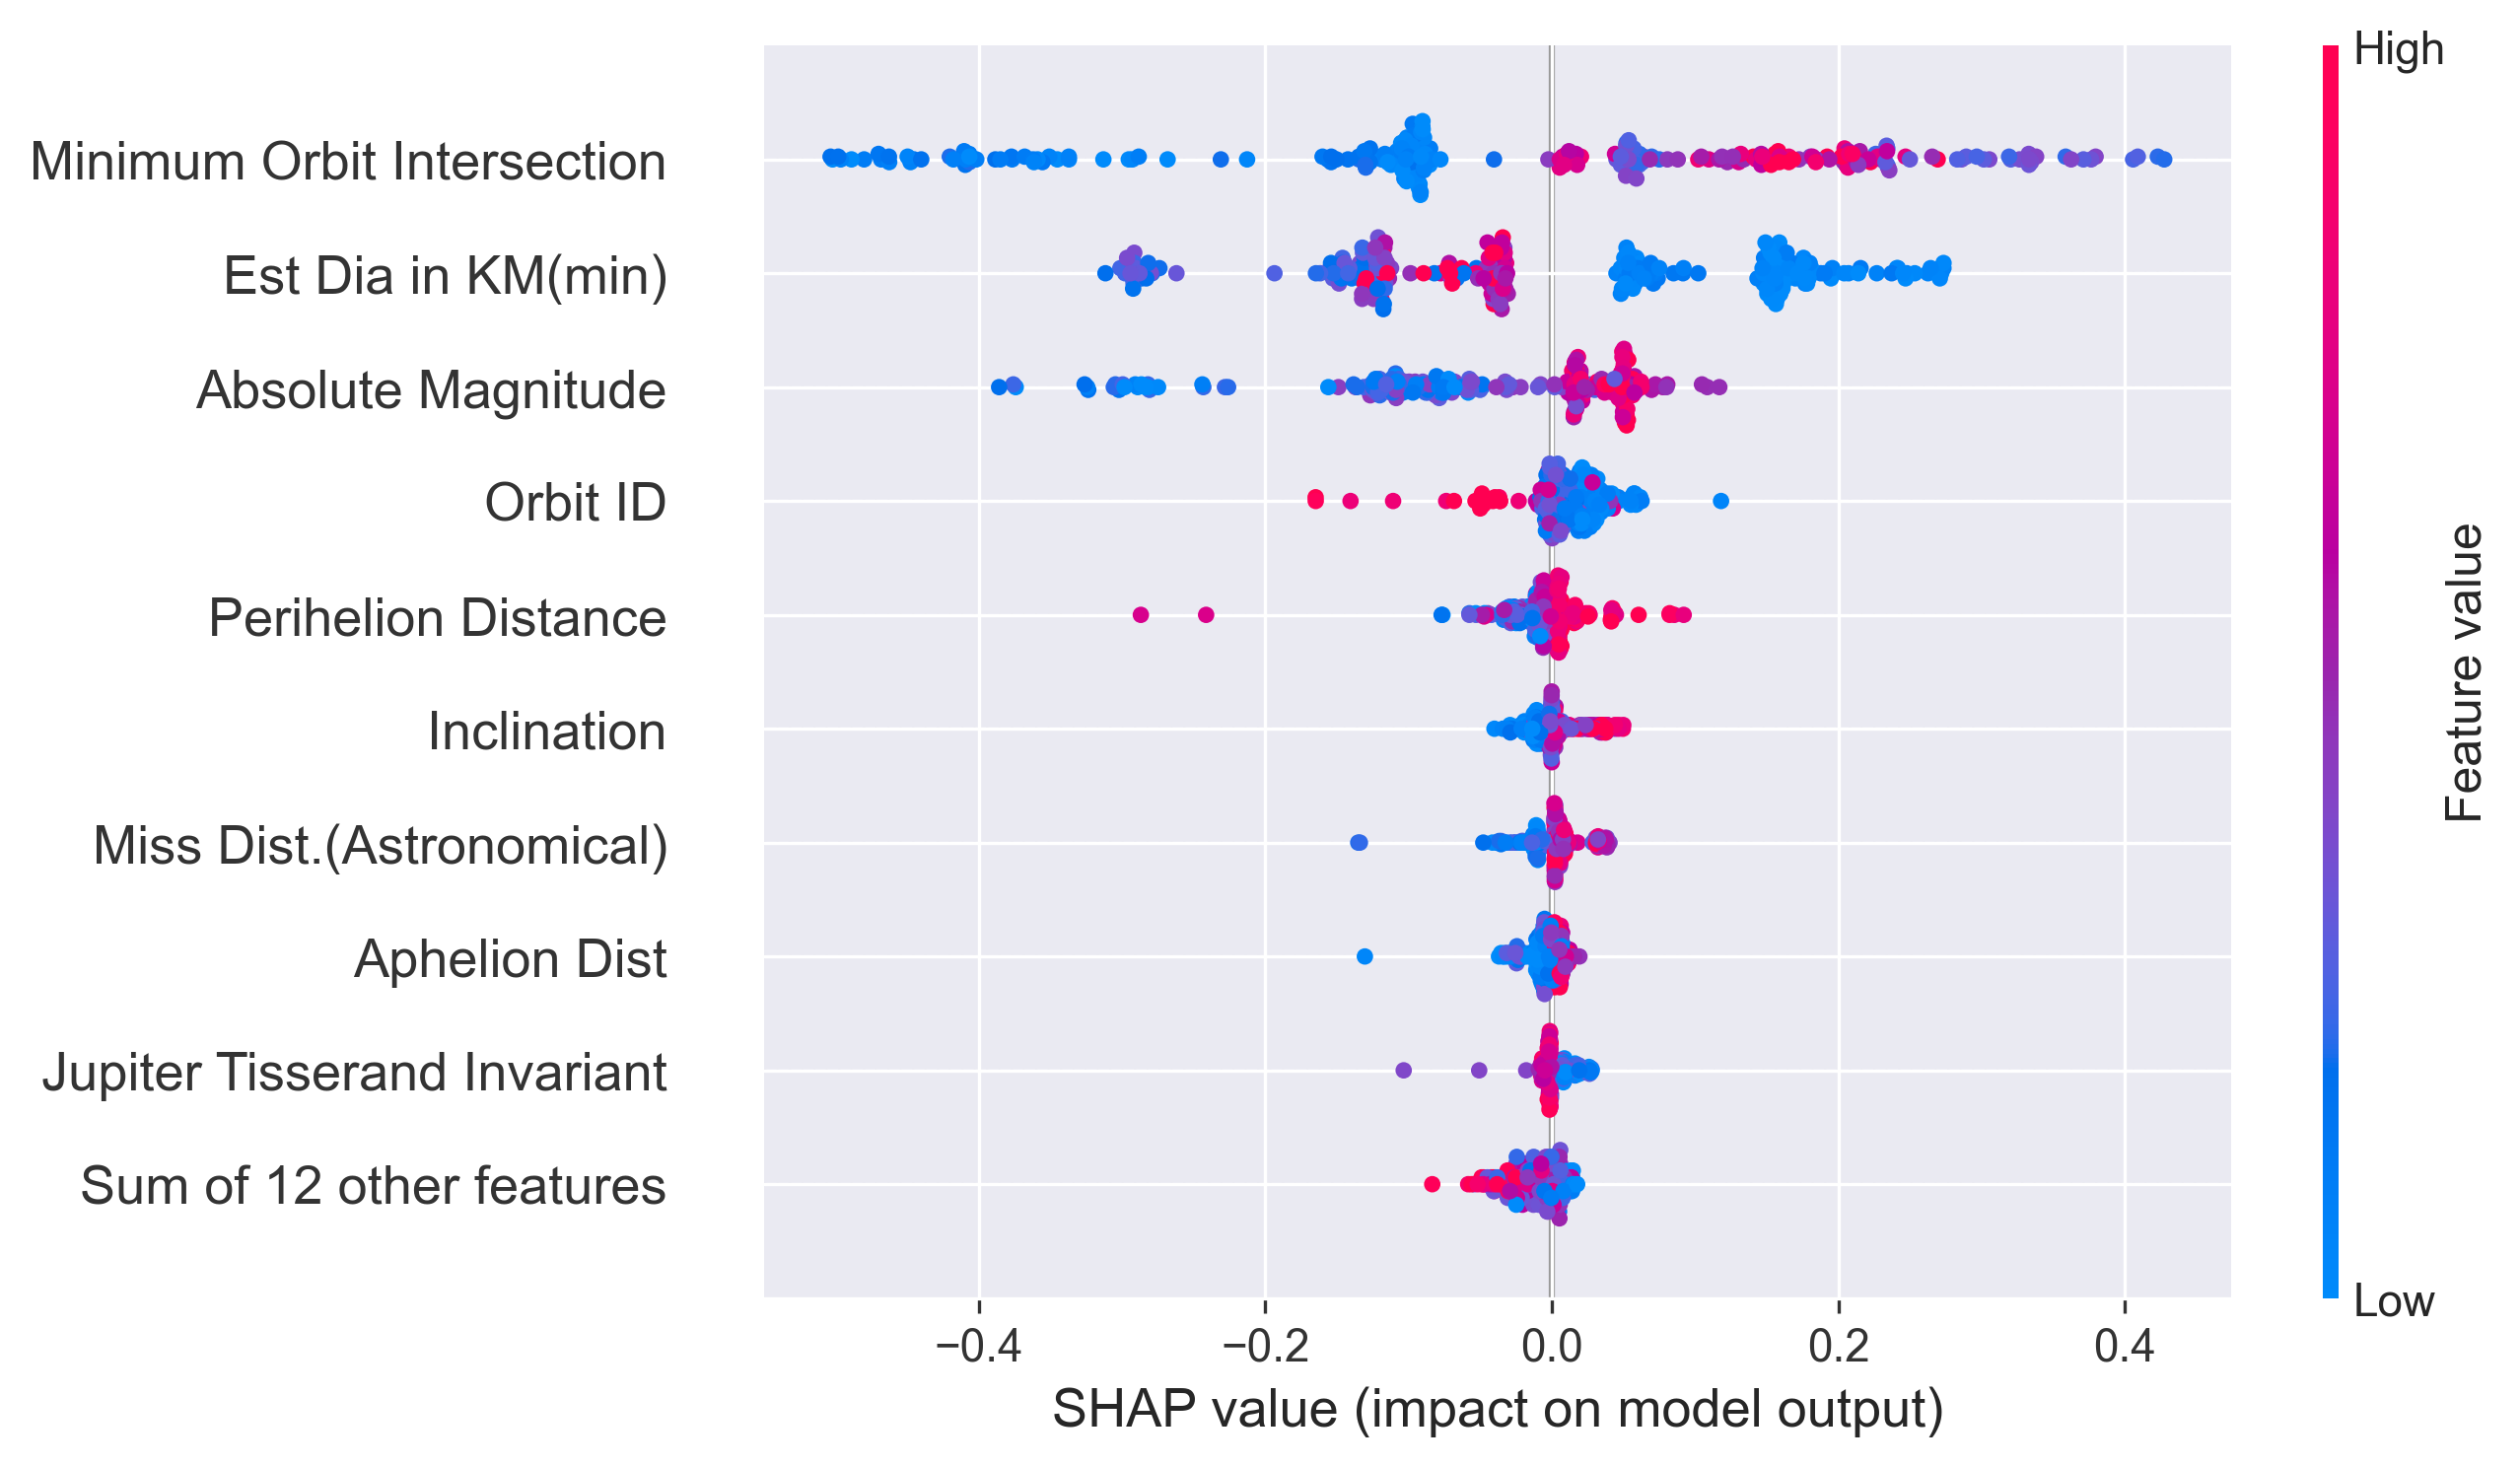 High
Minimum Orbit Intersection
Est Dia in KM(min)
Absolute Magnitude
Orbit ID
Perihelion Distance
Inclination
Miss Dist.(Astronomical)
Aphelion Dist
Jupiter Tisserand Invariant
Sum of 12 other features
Feature value
Low
−0.4 −0.2 0.0 0.2 0.4
SHAP value (impact on model output)